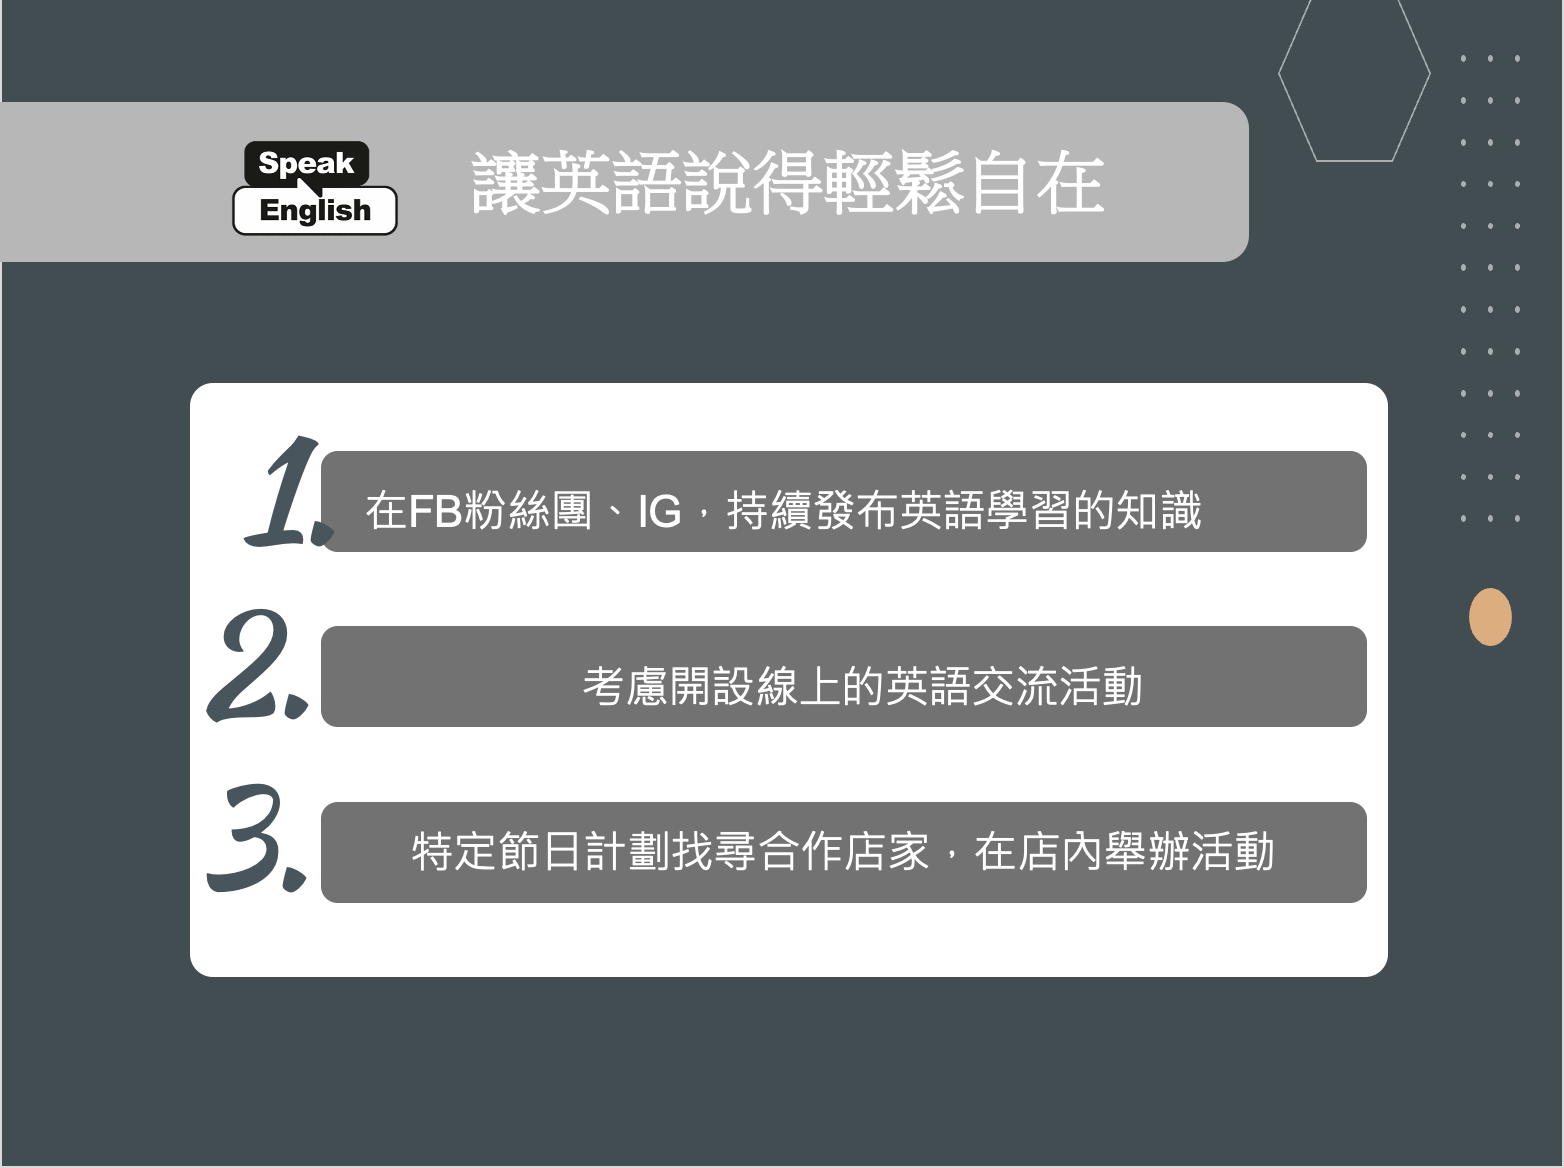 Speak
English
讓英語說得輕鬆自在
1. 在FB粉絲團、IG，持續發布英語學習的知識
2. 考慮開設線上的英語交流活動
3. 特定節日計劃找尋合作店家，在店內舉辦活動